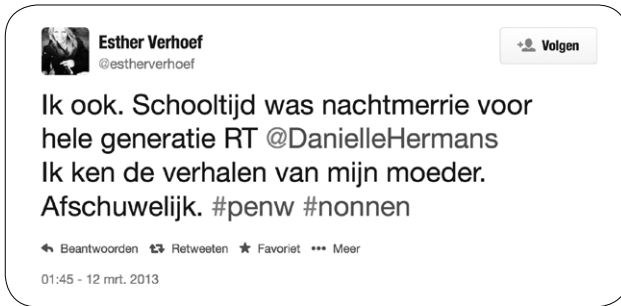 Esther Verhoef
@estherverhoef
Volgen
Ik ook. Schooltijd was nachtmerrie voor
hele generatie RT @DanielleHermans
Ik ken de verhalen van mijn moeder.
Afschuwelijk. #penw #nonnen
Beantwoorden Retweeten Favoriet Meer
01:45 - 12 mrt. 2013